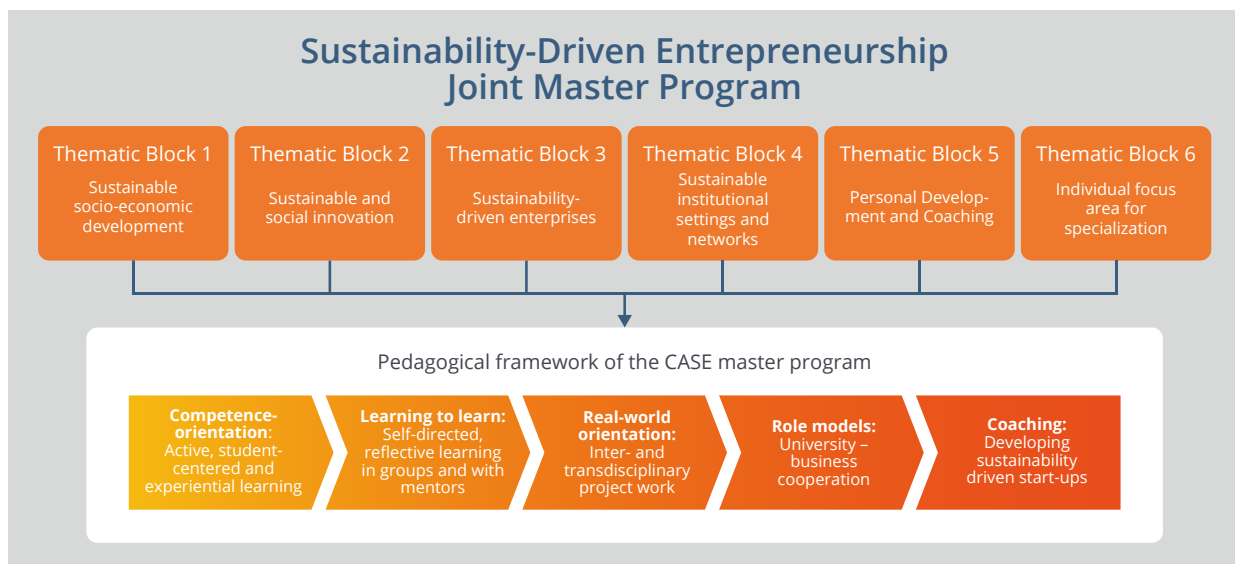 Sustainability-Driven Entrepreneurship
Joint Master Program
Thematic Block 1
Sustainable
socio-economic
development
Thematic Block 2
Sustainable and
social innovation
Thematic Block 3
Sustainability-
driven enterprises
Thematic Block 4
Sustainable
institutional
settings and
networks
Thematic Block 5
Personal Develop-
ment and Coaching
Thematic Block 6
Individual focus
area for
specialization
Pedagogical framework of the CASE master program
Competence-
orientation:
Active, student-
centered and
experiential learning
Learning to learn:
Self-directed,
reflective learning
in groups and with
mentors
Real-world
orientation:
Inter- and
transdisciplinary
project work
Role models:
University –
business
cooperation
Coaching:
Developing
sustainability
driven start-ups